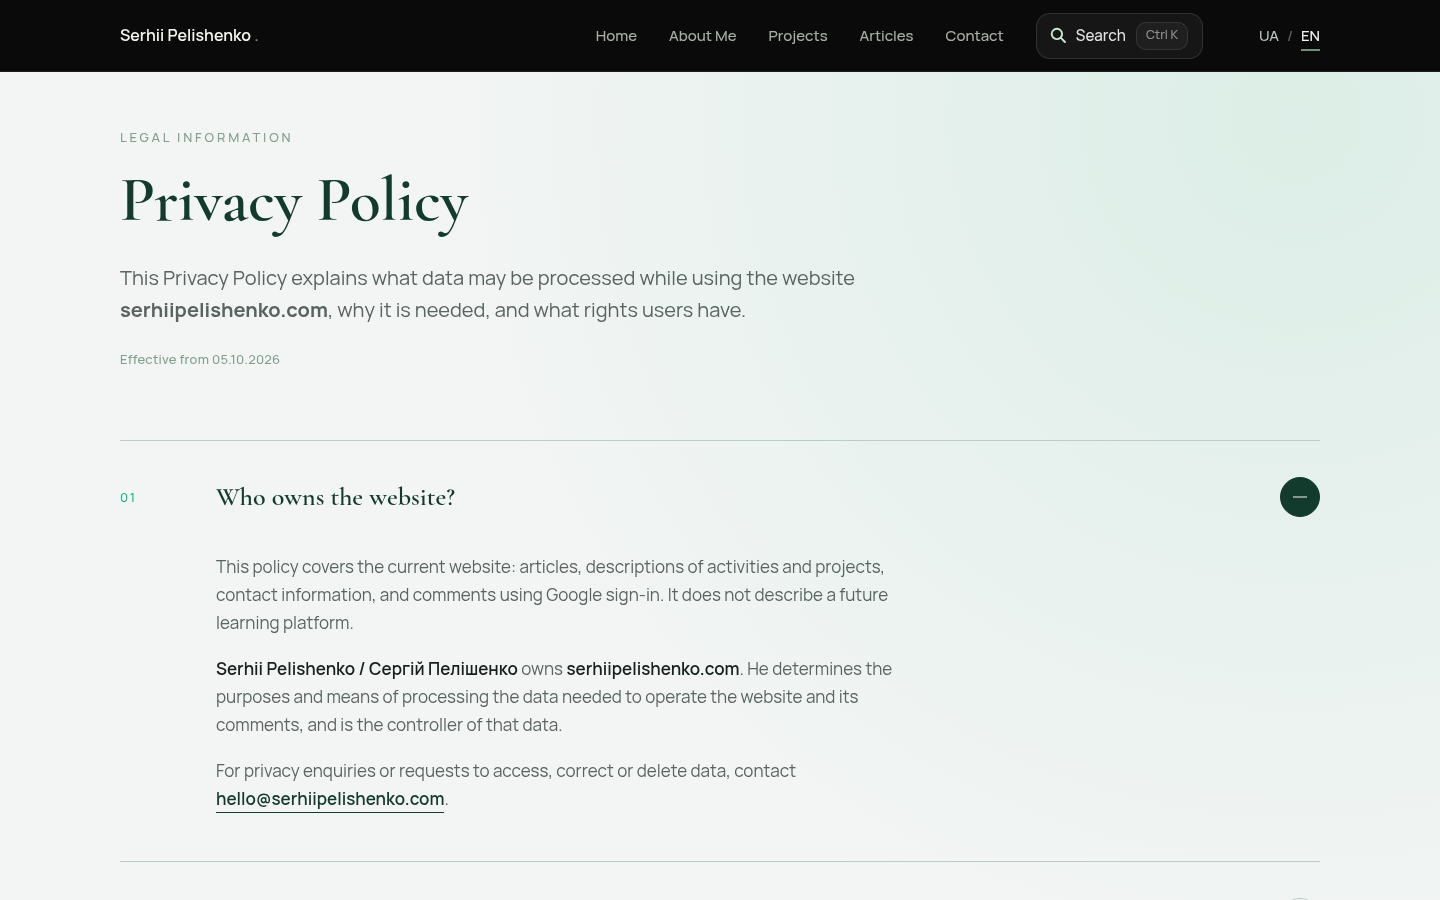 Serhii Pelishenko .
Home About Me Projects Articles Contact Search Ctrl K UA / EN
LEGAL INFORMATION
Privacy Policy
This Privacy Policy explains what data may be processed while using the website
serhiipelishenko.com, why it is needed, and what rights users have.
Effective from 05.10.2026
01
Who owns the website?
This policy covers the current website: articles, descriptions of activities and projects,
contact information, and comments using Google sign-in. It does not describe a future
learning platform.
Serhii Pelishenko / Сергій Пелішенко owns serhiipelishenko.com. He determines the
purposes and means of processing the data needed to operate the website and its
comments, and is the controller of that data.
For privacy enquiries or requests to access, correct or delete data, contact
hello@serhiipelishenko.com.